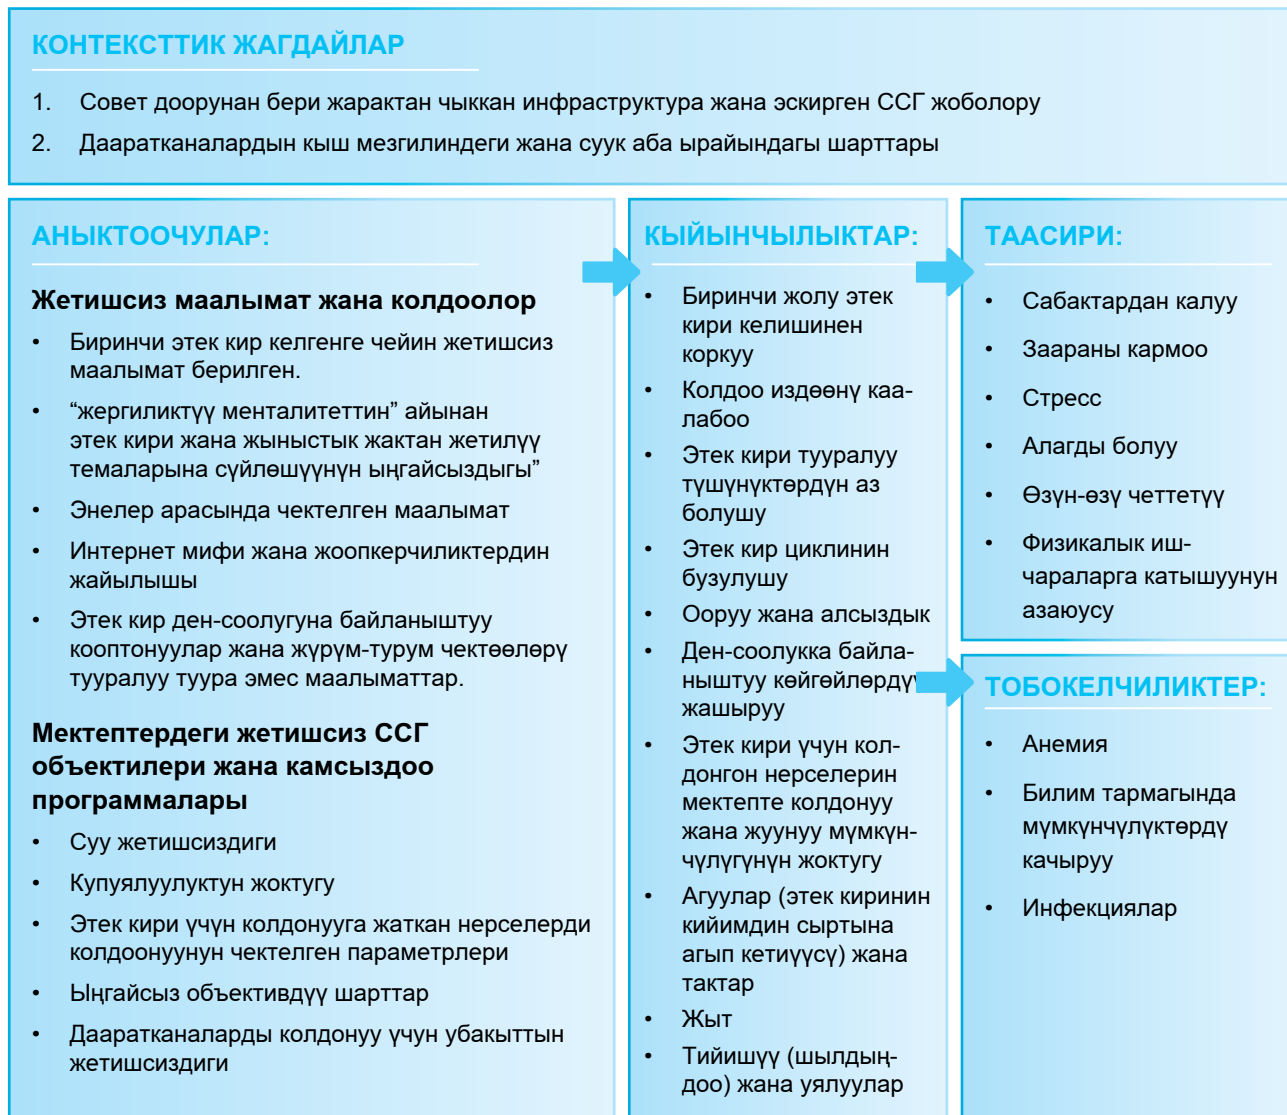 КОНТЕКСТТИК ЖАГДАЙЛАР
1. Совет доорунан бери жарактан чыккан инфраструктура жана эскирген ССГ жоболору
2. Дааратканалардын кыш мезгилиндеги жана суук аба ырайындагы шарттары
АНЫКТООЧУЛАР:
Жетишсиз маалымат жана колдоолор
• Биринчи этек кир келгенге чейин жетишсиз
маалымат берилген.
• “жергиликтүү менталитеттин” айынан
этек кири жана жыныстык жактан жетилүү
темаларына сүйлөшүүнүн ыңгайсыздыгы”
• Энелер арасында чектелген маалымат
• Интернет мифи жана жоопкерчиликтердин
жайылышы
• Этек кир ден-соолугуна байланыштуу
кооптонуулар жана жүрүм-турум чектөөлөрү
тууралуу туура эмес маалыматтар.
Мектептердеги жетишсиз ССГ
объектилери жана камсыздоо
программалары
• Суу жетишсиздиги
• Купуялуулуктун жоктугу
• Этек кири үчүн колдонууга жаткан нерселерди
колдоонуунун чектелген параметрлери
• Ыңгайсыз объективдүү шарттар
• Дааратканаларды колдонуу үчун убакыттын
жетишсиздиги
КЫЙЫНЧЫЛЫКТАР:
• Биринчи жолу этек
кири келишинен
коркуу
• Колдоо издөөнү каа-
лабоо
• Этек кири тууралуу
түшүнүктөрдүн аз
болушу
• Этек кир циклинин
бузулушу
• Ооруу жана алсыздык
• Ден-соолукка байла-
ныштуу көйгөйлөрдү
жашыруу
• Этек кири үчун кол-
донгон нерселерин
мектепте колдонуу
жана жуунуу мүмкүн-
чүлүгүнүн жоктугу
• Агуулар (этек киринин
кийимдин сыртына
агып кетиүүсү) жана
тактар
• Жыт
• Тийишүү (шылдың-
доо) жана уялуулар
ТААСИРИ:
• Сабактардан калуу
• Заараны кармоо
• Стресс
• Алагды болуу
• Өзүн-өзү четтетүү
• Физикалык иш-
чараларга катышуунун
азаюусу
ТОБОКЕЛЧИЛИКТЕР:
• Анемия
• Билим тармагында
мүмкүнчүлүктөрдү
качыруу
• Инфекциялар